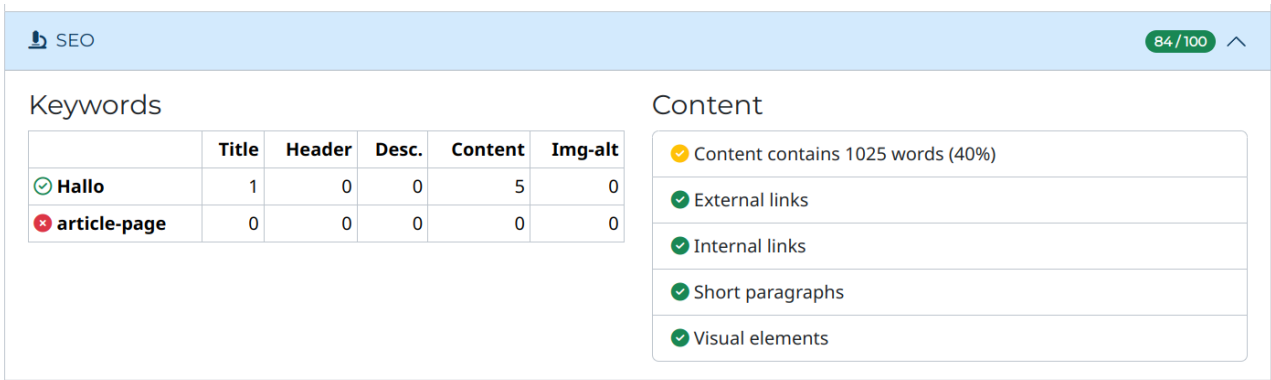 SEO
84/100
Keywords
Title Header Desc. Content Img-alt
Hallo 1 0 0 5 0
article-page 0 0 0 0 0
Content
Content contains 1025 words (40%)
External links
Internal links
Short paragraphs
Visual elements